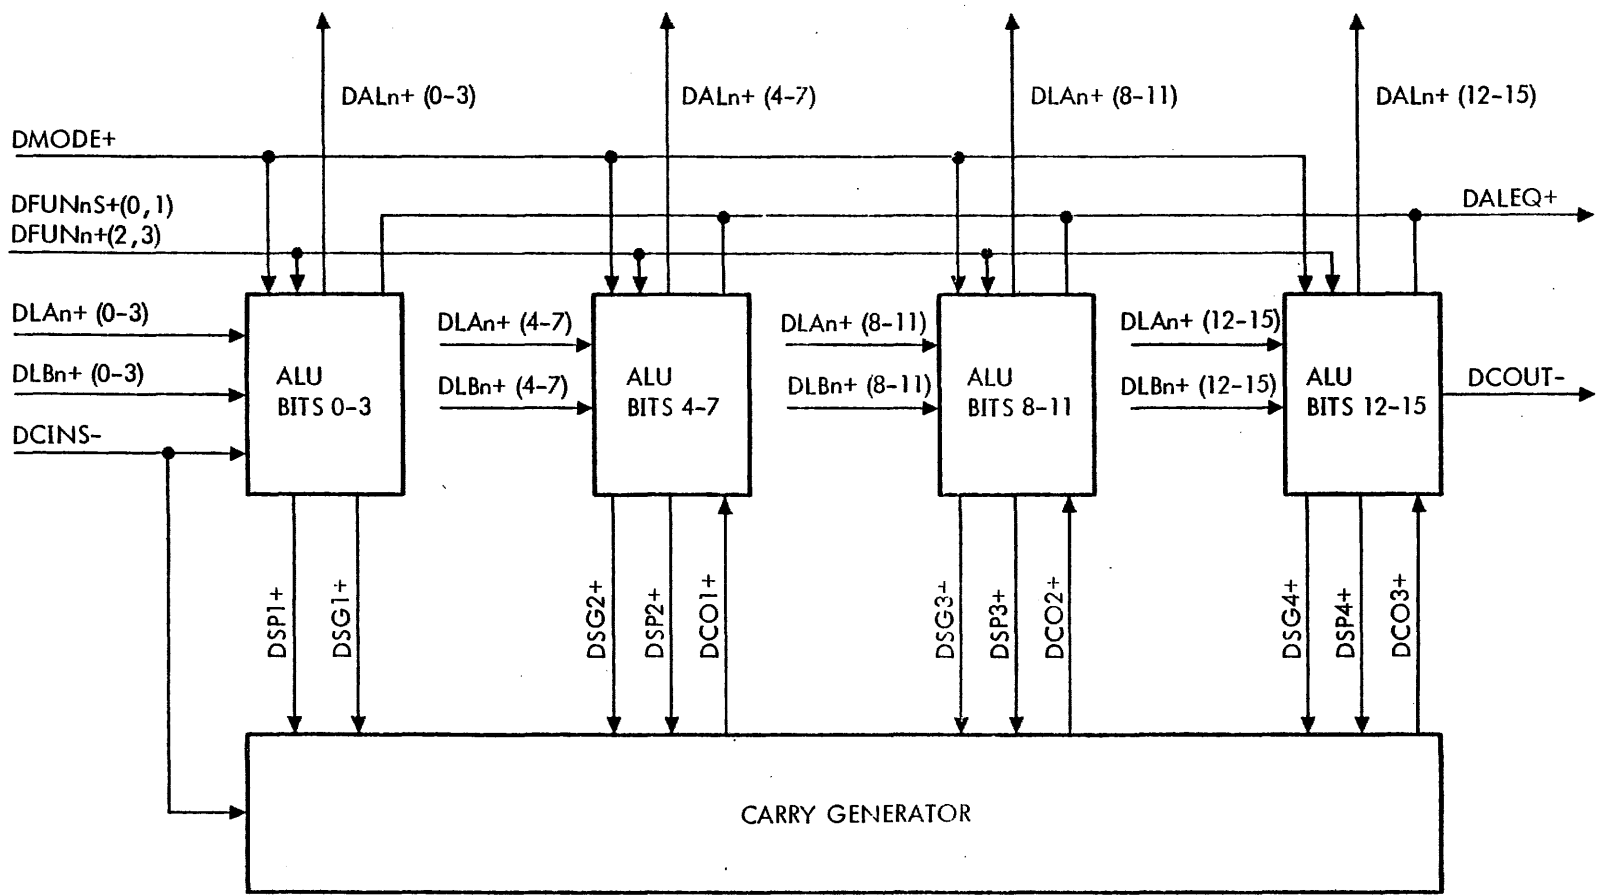 DALn+ (0-3)
DALn+ (4-7)
DLAn+ (8-11)
DALn+ (12-15)
DMODE+
DFUNnS+(0,1)
DFUNn+(2,3)
DALEQ+
DLAn+ (0-3)
DLBn+ (0-3)
DCINS-
ALU
BITS 0-3
DLAn+ (4-7)
DLBn+ (4-7)
ALU
BITS 4-7
DLAn+ (8-11)
DLBn+ (8-11)
ALU
BITS 8-11
DLAn+ (12-15)
DLBn+ (12-15)
ALU
BITS 12-15
DCOUT-
DSP1+
DSG1+
DSG2+
DSP2+
DCO1+
DSG3+
DSP3+
DCO2+
DSG4+
DSP4+
DCO3+
CARRY GENERATOR